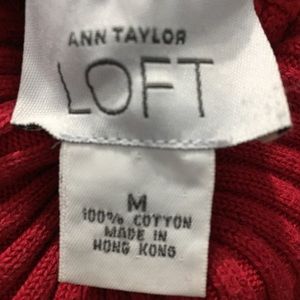 ANN TAYLOR
LOFT
M
100% COTTON
MADE IN
HONG KONG